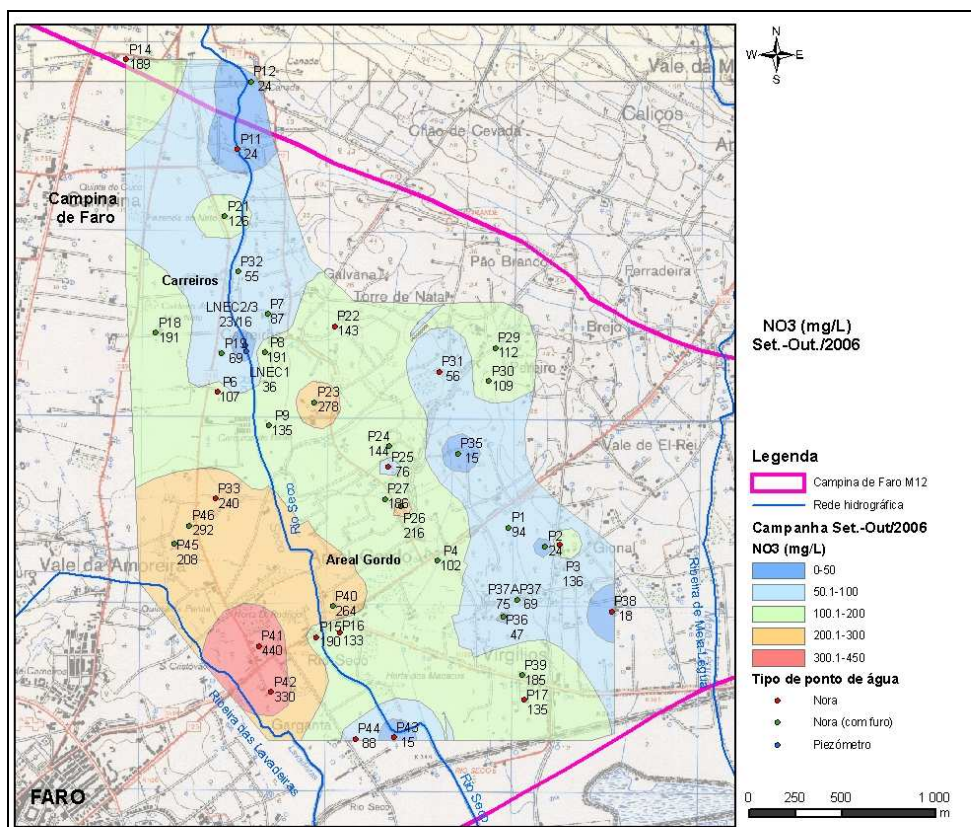 P14
189
P12
24
P11
24
Campina
de Faro
P21
126
P32
55
Carreiros
LNEC2/3
23/16
P7
87
P18
191
P19
69
P8
191
LNEC1
36
P6
107
P22
143
P23
278
P9
135
P31
56
P29
112
P30
109
P24
144
P25
76
P35
15
P27
186
P26
216
P33
240
P46
292
P45
208
P1
94
P2
24
P3
136
P4
102
Areal Gordo
P40
264
P15
190
P16
133
P37A
75
P37
69
P36
47
P38
18
P41
440
P42
330
P39
185
P17
135
P44
88
P43
15
FARO
Rio Seco
Rio Seco
Ribeira das Lavadeiras
Ribeira de Meia-Légua
Galvana
Torre de Natal
Pão Branco
Ferradeira
Brejo
Chão de Cevada
Caliços
Vale da
Vale de El-Rei
Vale da Amoreira
Gional
Virgílios
Garganta
Rio Seco
Rio Seco
N
W
E
S
NO3 (mg/L)
Set.-Out./2006
Legenda
Campina de Faro M12
Rede hidrográfica
Campanha Set.-Out/2006
NO3 (mg/L)
0-50
50.1-100
100.1-200
200.1-300
300.1-450
Tipo de ponto de água
Nora
Nora (com furo)
Piezómetro
0 250 500 1 000
m